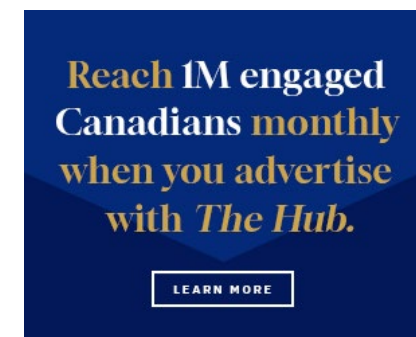 Reach 1M engaged
Canadians monthly
when you advertise
with The Hub.
LEARN MORE